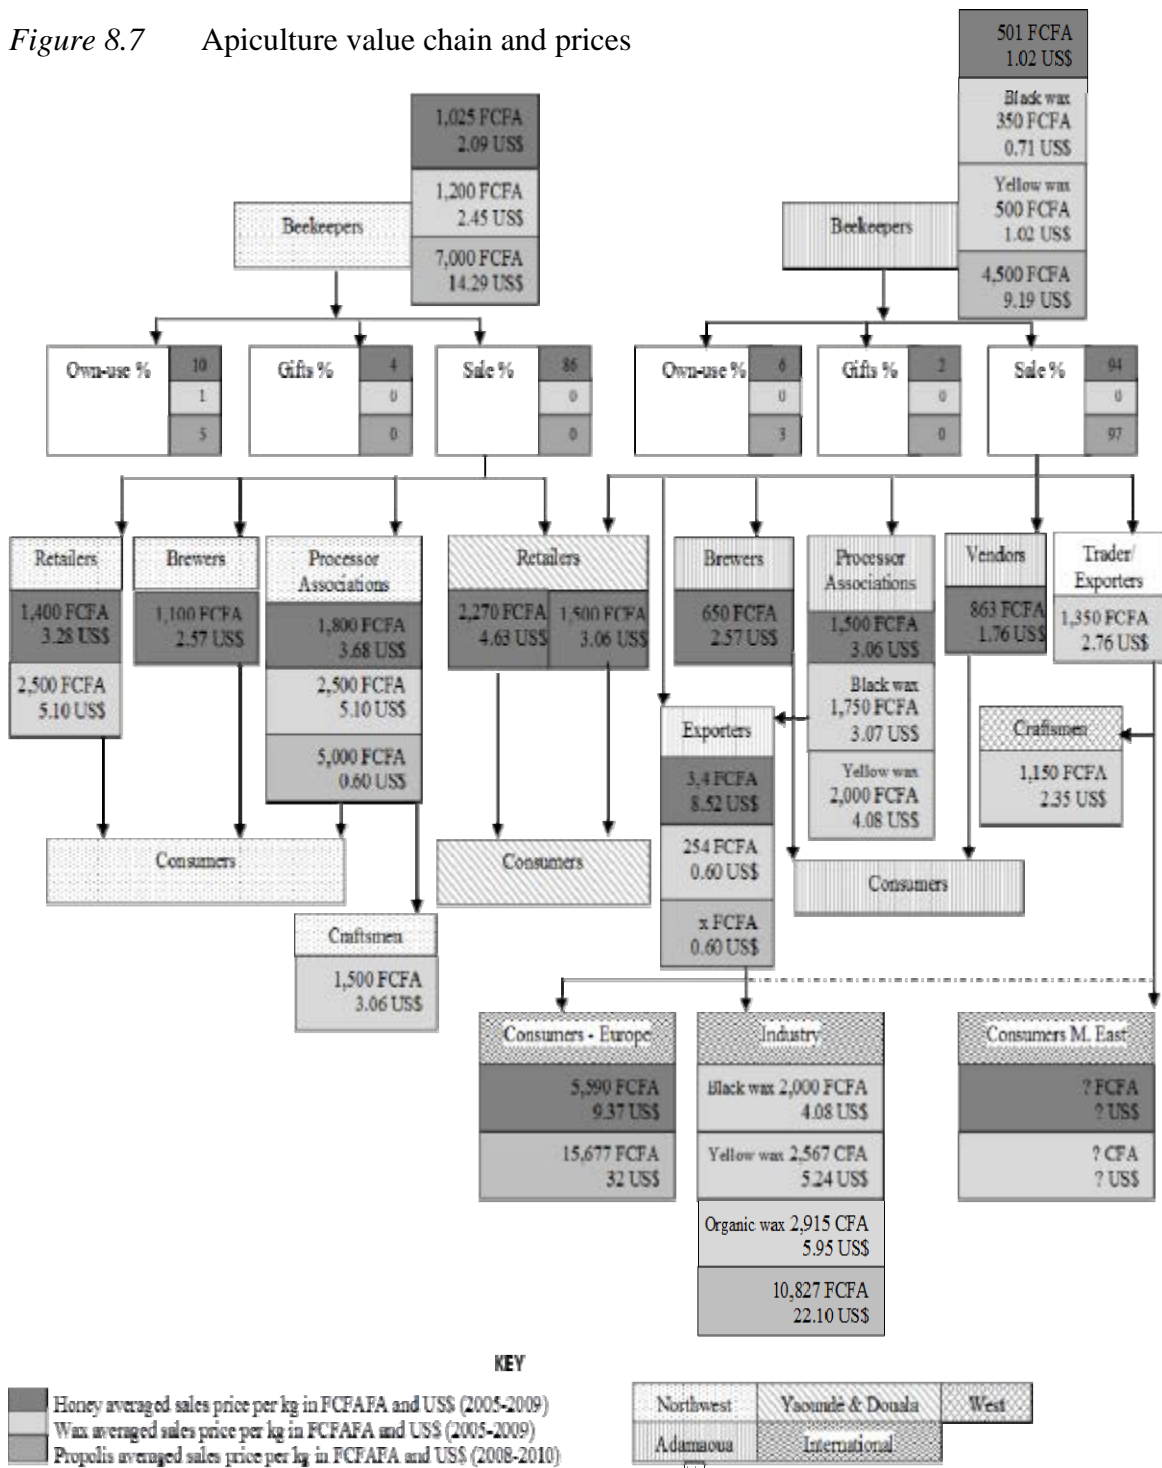 Figure 8.7 Apiculture value chain and prices
501 FCFA
1.02 US$
Black wax
350 FCFA
0.71 US$
Yellow wax
500 FCFA
1.02 US$
4,500 FCFA
9.19 US$
1,025 FCFA
2.09 US$
1,200 FCFA
2.45 US$
7,000 FCFA
14.29 US$
Beekeepers
Beekeepers
Own-use %
10
1
5
Gifts %
4
0
0
Sale %
86
0
0
Own-use %
6
0
3
Gifts %
2
0
0
Sale %
94
0
97
Retailers
1,400 FCFA
3.28 US$
2,500 FCFA
5.10 US$
Brewers
1,100 FCFA
2.57 US$
Processor
Associations
1,800 FCFA
3.68 US$
2,500 FCFA
5.10 US$
5,000 FCFA
0.60 US$
Retailers
2,270 FCFA
4.63 US$
1,500 FCFA
3.06 US$
Brewers
650 FCFA
2.57 US$
Processor
Associations
1,500 FCFA
3.06 US$
Black wax
1,750 FCFA
3.07 US$
Yellow wax
2,000 FCFA
4.08 US$
Vendors
863 FCFA
1.76 US$
Trader/
Exporters
1,350 FCFA
2.76 US$
Exporters
3,4 FCFA
8.52 US$
254 FCFA
0.60 US$
x FCFA
0.60 US$
Craftsmen
1,150 FCFA
2.35 US$
Consumers
Consumers
Consumers
Craftsmen
1,500 FCFA
3.06 US$
Consumers - Europe
5,590 FCFA
9.37 US$
15,677 FCFA
32 US$
Industry
Black wax 2,000 FCFA
4.08 US$
Yellow wax 2,567 CFA
5.24 US$
Organic wax 2,915 CFA
5.95 US$
10,827 FCFA
22.10 US$
Consumers M. East
? FCFA
? US$
? CFA
? US$
KEY
Honey averaged sales price per kg in FCFAFA and US$ (2005-2009)
Wax averaged sales price per kg in FCFAFA and US$ (2005-2009)
Propolis averaged sales price per kg in FCFAFA and US$ (2008-2010)
Northwest
Yaoundé & Douala
West
Adamaoua
International